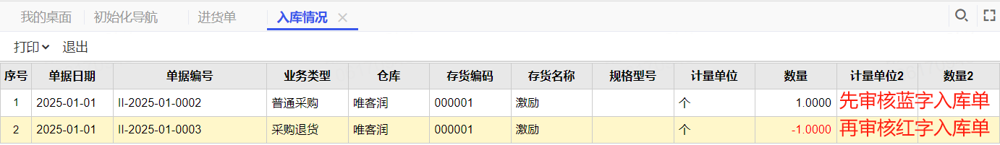 我的桌面 初始化导航 进货单 入库情况
打印 退出
序号 单据日期 单据编号 业务类型 仓库 存货编码 存货名称 规格型号 计量单位 数量 计量单位2 数量2
1 2025-01-01 II-2025-01-0002 普通采购 唯客润 000001 激励 个 1.0000 先审核蓝字入库单
2 2025-01-01 II-2025-01-0003 采购退货 唯客润 000001 激励 个 -1.0000 再审核红字入库单